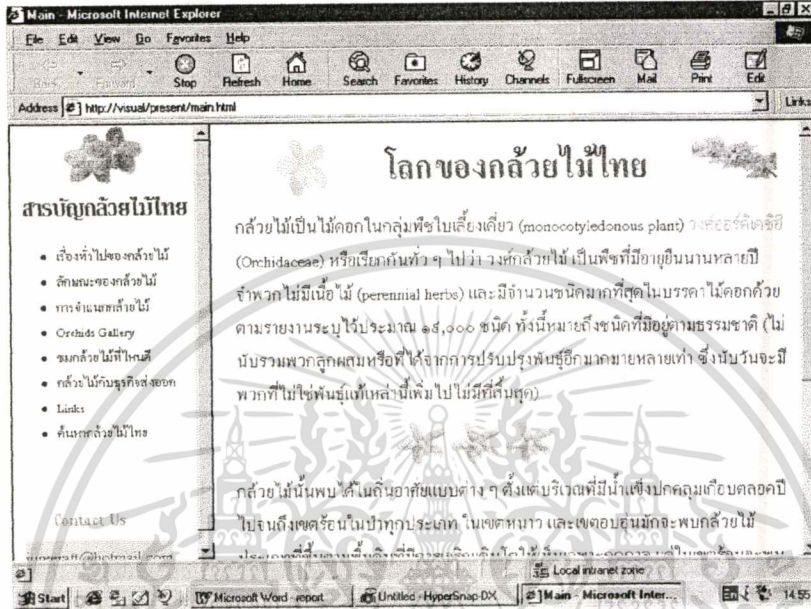 Main - Microsoft Internet Explorer
File Edit View Go Favorites Help
Back Forward Stop Refresh Home Search Favorites History Channels Fullscreen Mail Print Edit
Address http://visual/present/main.html Links
สารบัญกล้วยไม้ไทย
เรื่องทั่วไปของกล้วยไม้
ลักษณะของกล้วยไม้
การจำแนกกล้วยไม้
Orchids Gallery
ชมกล้วยไม้ที่ไหนดี
กล้วยไม้กับธุรกิจส่งออก
Links
ค้นหากล้วยไม้ไทย
Contact Us
โลกของกล้วยไม้ไทย
กล้วยไม้เป็นไม้ดอกในกลุ่มพืชใบเลี้ยงเดี่ยว (monocotyledonous plant) วงศ์ออร์คิเดซีอี
(Orchidaceae) หรือเรียกกันทั่ว ๆ ไปว่า วงศ์กล้วยไม้ เป็นพืชที่มีอายุยืนนานหลายปี
จำพวกไม่มีเนื้อไม้ (perennial herbs) และมีจำนวนชนิดมากที่สุดในบรรดาไม้ดอกด้วย
ตามรายงานระบุไว้ประมาณ ๑๕,๐๐๐ ชนิด ทั้งนี้หมายถึงชนิดที่มีอยู่ตามธรรมชาติ (ไม่
นับรวมพวกลูกผสมหรือที่ได้จากการปรับปรุงพันธุ์อีกมากมายหลายเท่า ซึ่งนับวันจะมี
พวกที่ไม่ใช่พันธุ์แท้เหล่านี้เพิ่มไปไม่มีที่สิ้นสุด)
กล้วยไม้นั้นพบได้ในถิ่นอาศัยแบบต่าง ๆ ตั้งแต่บริเวณที่มีน้ำแข็งปกคลุมเกือบตลอดปี
ไปจนถึงเขตร้อนในป่าทุกประเภท ในเขตหนาว และเขตอบอุ่นมักจะพบกล้วยไม้
Local intranet zone
Start Microsoft Word - report Untitled - HyperSnap-DX Main - Microsoft Inter...